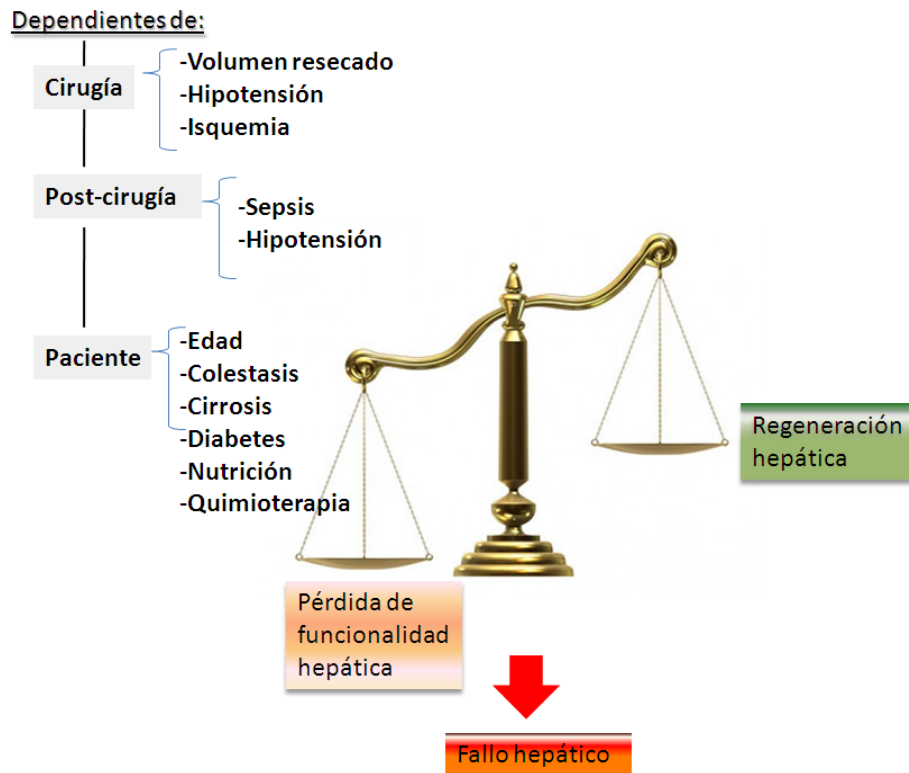 Dependientes de:
Cirugía
-Volumen resecado
-Hipotensión
-Isquemia
Post-cirugía
-Sepsis
-Hipotensión
Paciente
-Edad
-Colestasis
-Cirrosis
-Diabetes
-Nutrición
-Quimioterapia
Regeneración
hepática
Pérdida de
funcionalidad
hepática
Fallo hepático